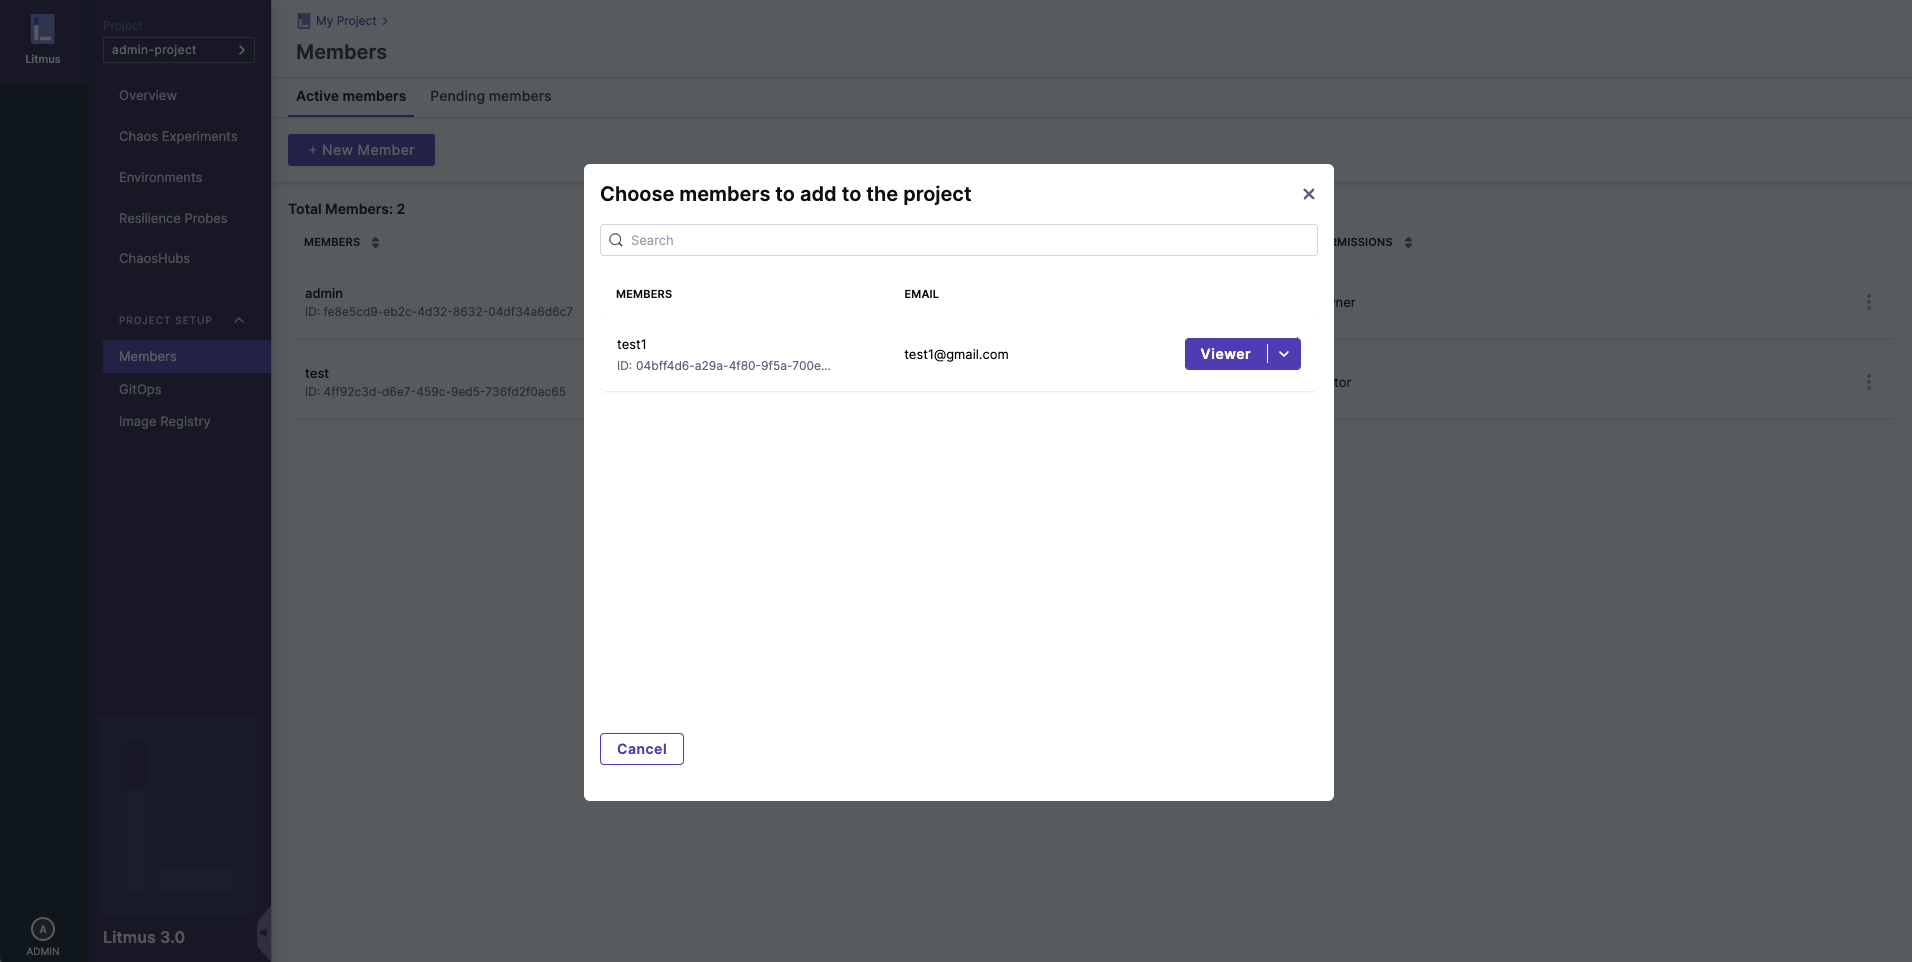 Litmus
Project
admin-project
Overview
Chaos Experiments
Environments
Resilience Probes
ChaosHubs
PROJECT SETUP
Members
GitOps
Image Registry
Litmus 3.0
A
ADMIN
My Project
Members
Active members
Pending members
+ New Member
Total Members: 2
MEMBERS
RMISSIONS
admin
ID: fe8e5cd9-eb2c-4d32-8632-04df34a6d6c7
ner
test
ID: 4ff92c3d-d6e7-459c-9ed5-736fd2f0ac65
tor
Choose members to add to the project
Search
MEMBERS
EMAIL
test1
ID: 04bff4d6-a29a-4f80-9f5a-700e...
test1@gmail.com
Viewer
Cancel